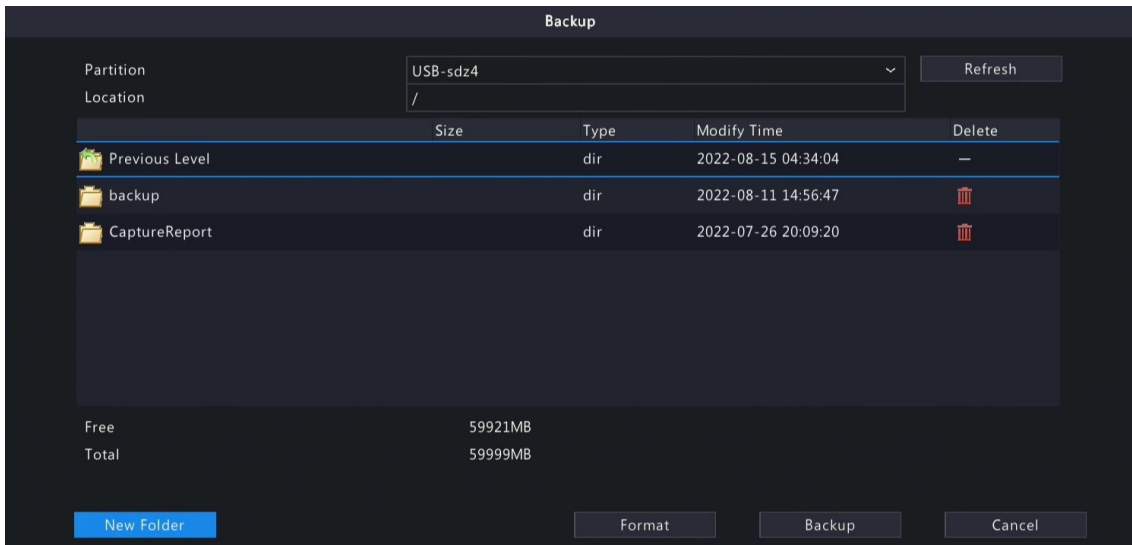 Backup
Partition USB-sdz4 Refresh
Location /
Size Type Modify Time Delete
Previous Level dir 2022-08-15 04:34:04 —
backup dir 2022-08-11 14:56:47
CaptureReport dir 2022-07-26 20:09:20
Free 59921MB
Total 59999MB
New Folder Format Backup Cancel